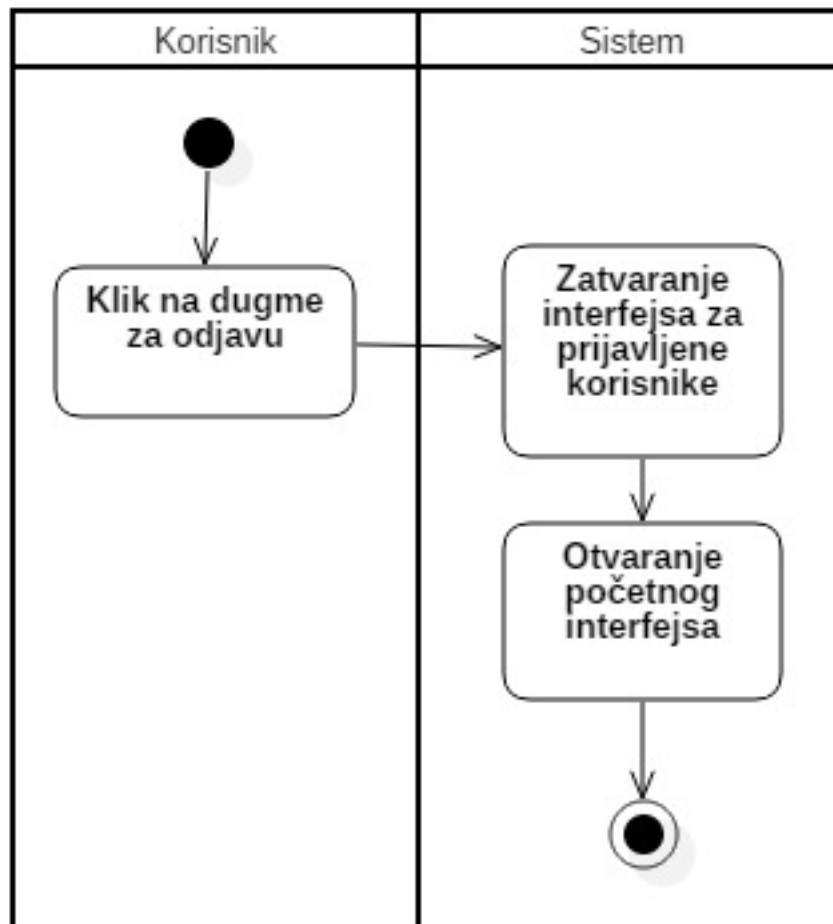 Korisnik
Sistem
Klik na dugme
za odjavu
Zatvaranje
interfejsa za
prijavljene
korisnike
Otvaranje
početnog
interfejsa